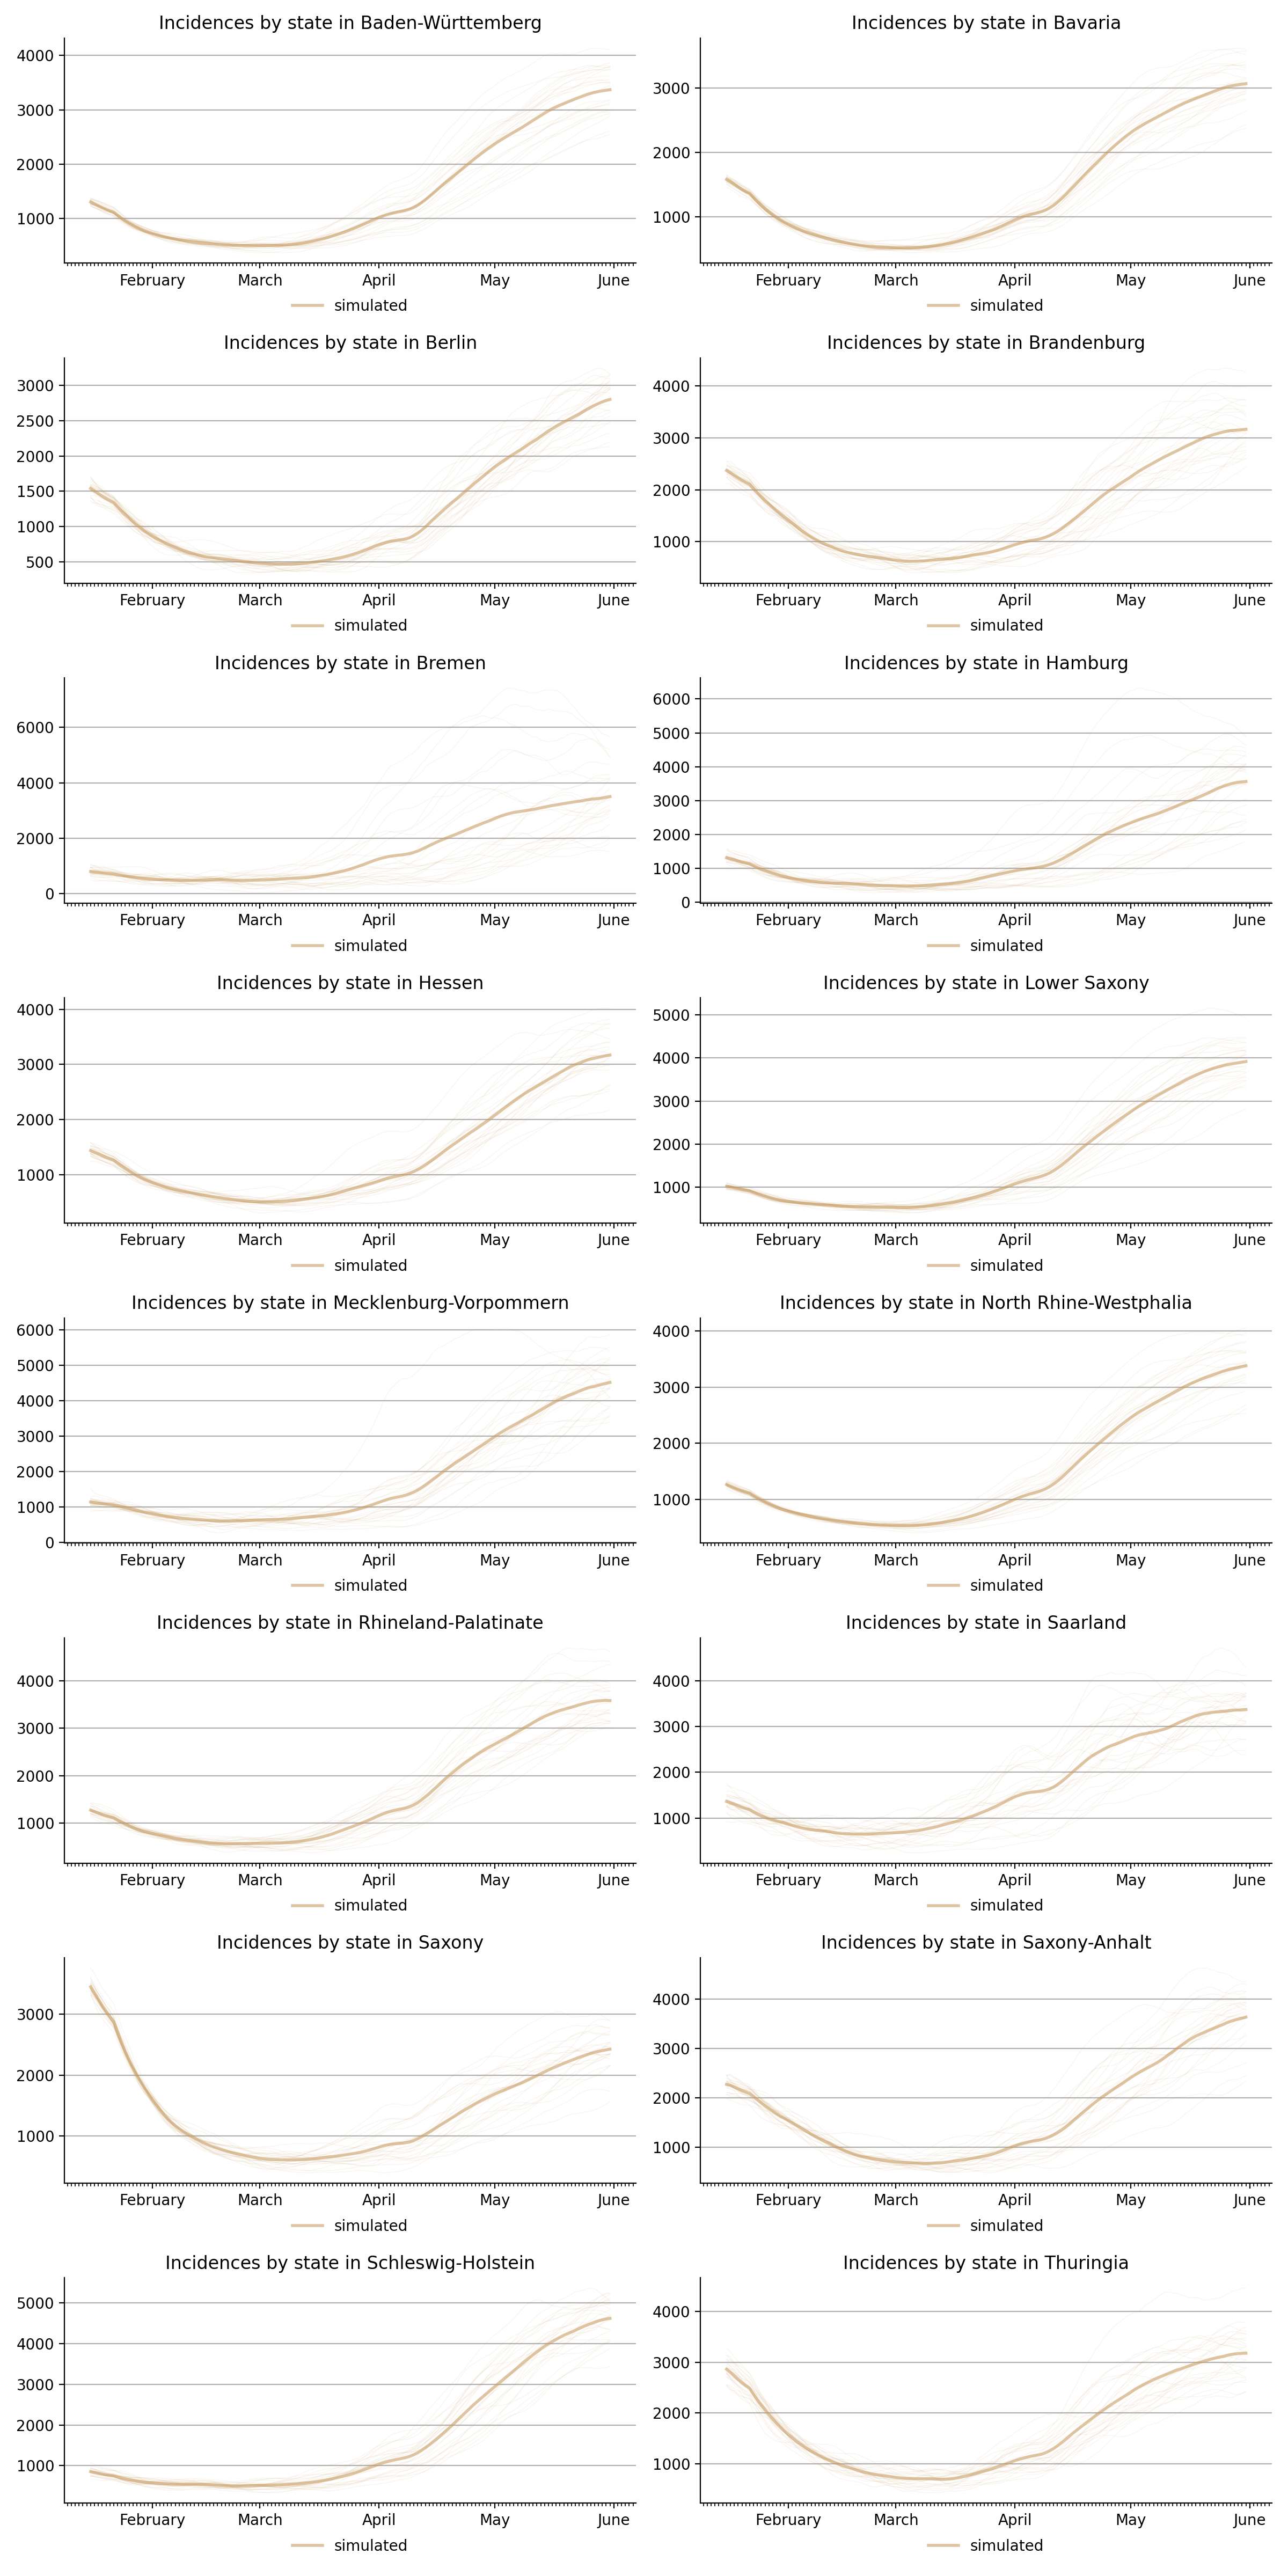 Incidences by state in Baden-Württemberg
4000
3000
2000
1000
February March April May June
simulated
Incidences by state in Bavaria
3000
2000
1000
February March April May June
simulated
Incidences by state in Berlin
3000
2500
2000
1500
1000
500
February March April May June
simulated
Incidences by state in Brandenburg
4000
3000
2000
1000
February March April May June
simulated
Incidences by state in Bremen
6000
4000
2000
0
February March April May June
simulated
Incidences by state in Hamburg
6000
5000
4000
3000
2000
1000
0
February March April May June
simulated
Incidences by state in Hessen
4000
3000
2000
1000
February March April May June
simulated
Incidences by state in Lower Saxony
5000
4000
3000
2000
1000
February March April May June
simulated
Incidences by state in Mecklenburg-Vorpommern
6000
5000
4000
3000
2000
1000
0
February March April May June
simulated
Incidences by state in North Rhine-Westphalia
4000
3000
2000
1000
February March April May June
simulated
Incidences by state in Rhineland-Palatinate
4000
3000
2000
1000
February March April May June
simulated
Incidences by state in Saarland
4000
3000
2000
1000
February March April May June
simulated
Incidences by state in Saxony
3000
2000
1000
February March April May June
simulated
Incidences by state in Saxony-Anhalt
4000
3000
2000
1000
February March April May June
simulated
Incidences by state in Schleswig-Holstein
5000
4000
3000
2000
1000
February March April May June
simulated
Incidences by state in Thuringia
4000
3000
2000
1000
February March April May June
simulated